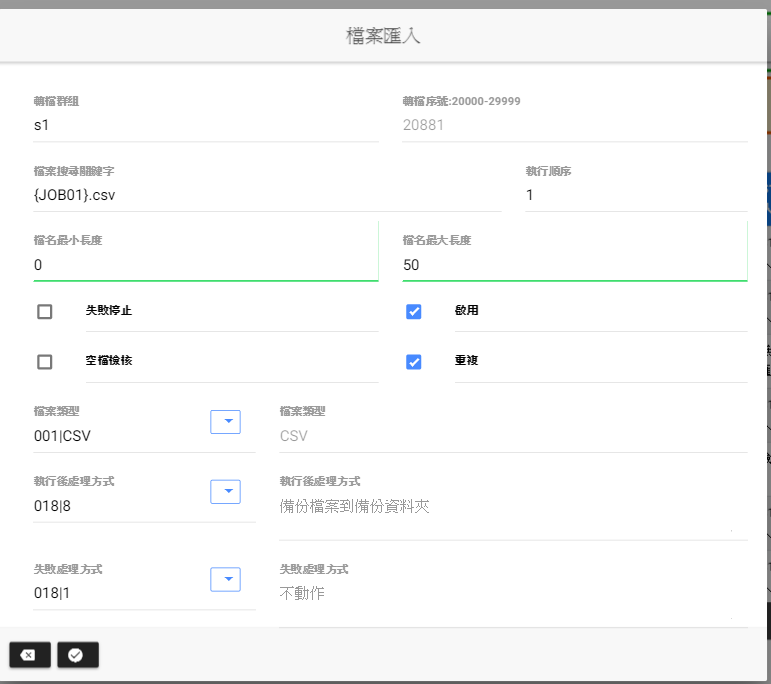 檔案匯入
轉檔群組
轉檔序號:20000-29999
s1
20881
檔案搜尋關鍵字
執行順序
{JOB01}.csv
1
檔名最小長度
檔名最大長度
0
50
失敗停止
啟用
空檔檢核
重複
檔案類型
檔案類型
001|CSV
CSV
執行後處理方式
執行後處理方式
018|8
備份檔案到備份資料夾
失敗處理方式
失敗處理方式
018|1
不動作